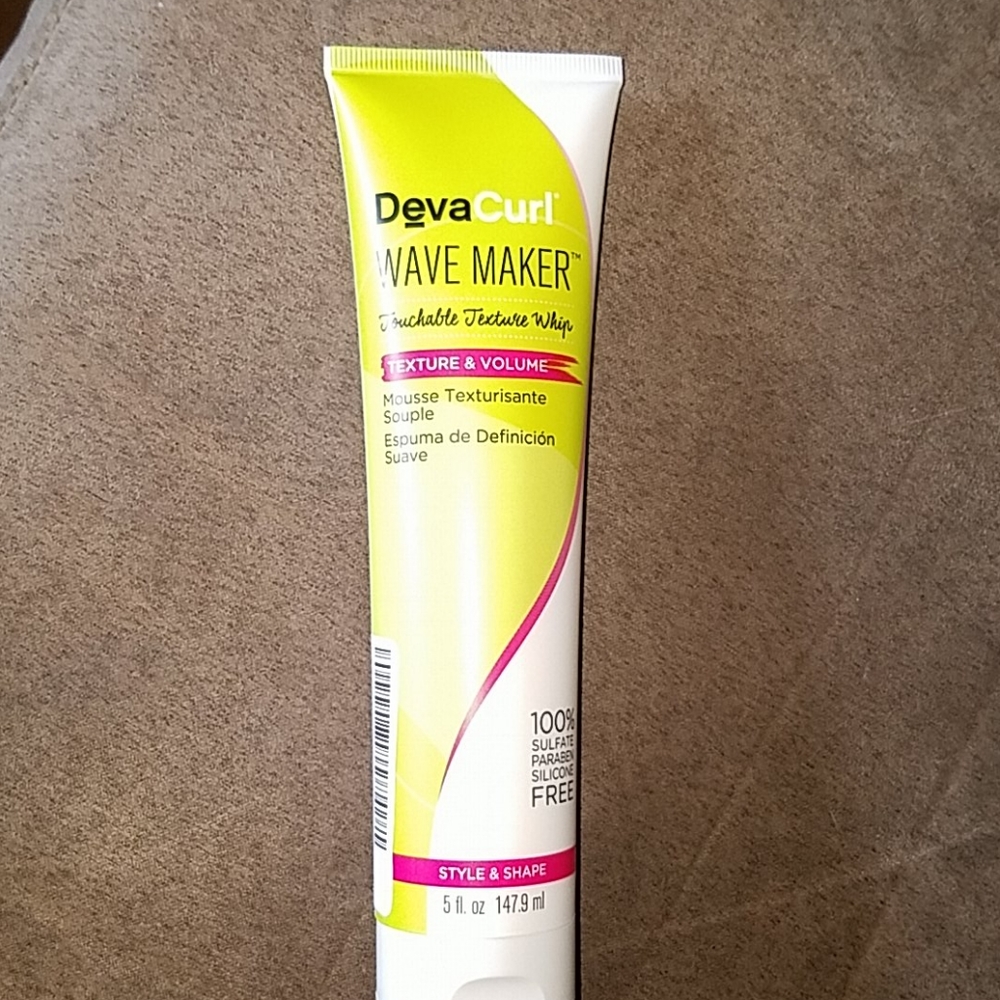 DevaCurl®
WAVE MAKER™
Touchable Texture Whip
TEXTURE & VOLUME
Mousse Texturisante
Souple
Espuma de Definición
Suave
100%
SULFATE
PARABEN
SILICONE
FREE
STYLE & SHAPE
5 fl. oz 147.9 ml